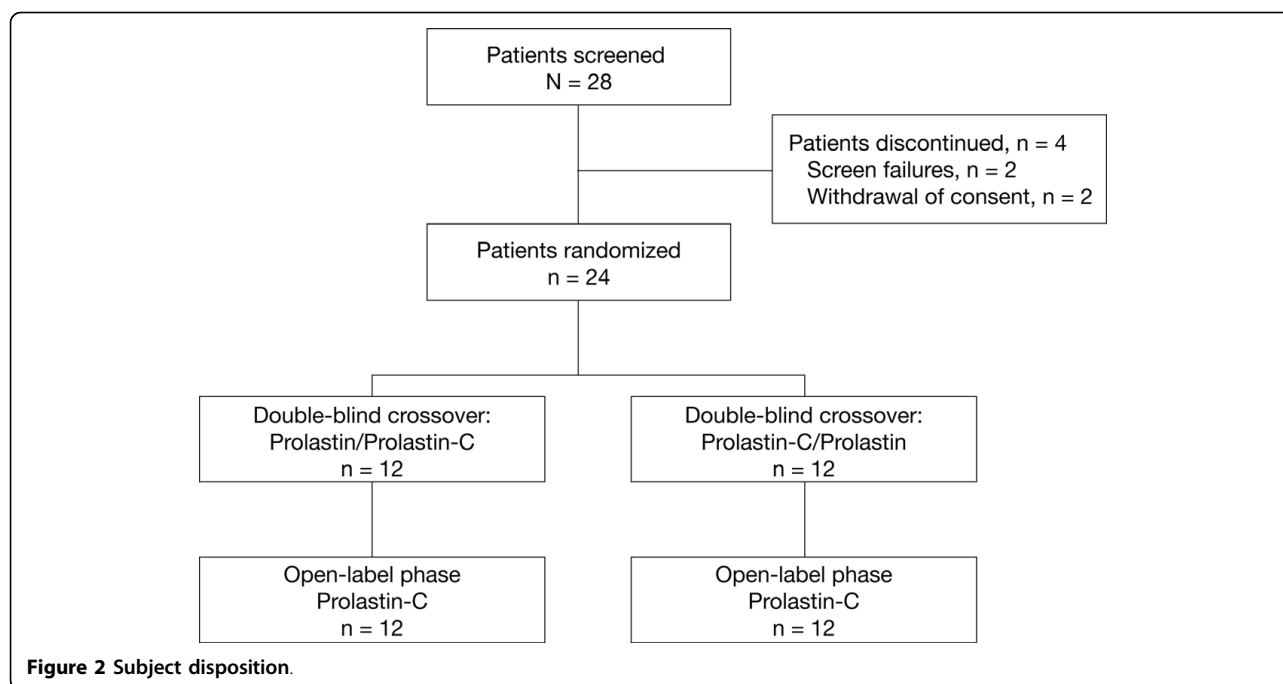 Patients screened
N = 28
Patients discontinued, n = 4
Screen failures, n = 2
Withdrawal of consent, n = 2
Patients randomized
n = 24
Double-blind crossover:
Prolastin/Prolastin-C
n = 12
Double-blind crossover:
Prolastin-C/Prolastin
n = 12
Open-label phase
Prolastin-C
n = 12
Open-label phase
Prolastin-C
n = 12
Figure 2 Subject disposition.